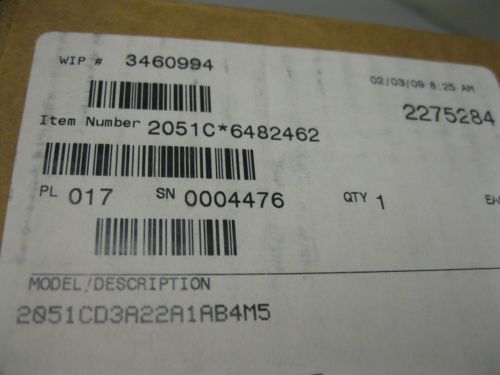 WIP # 3460994
02/03/09 8:25 AM
2275284
Item Number 2051C*6482462
PL 017 SN 0004476 QTY 1
MODEL/DESCRIPTION
2051CD3A22A1AB4M5